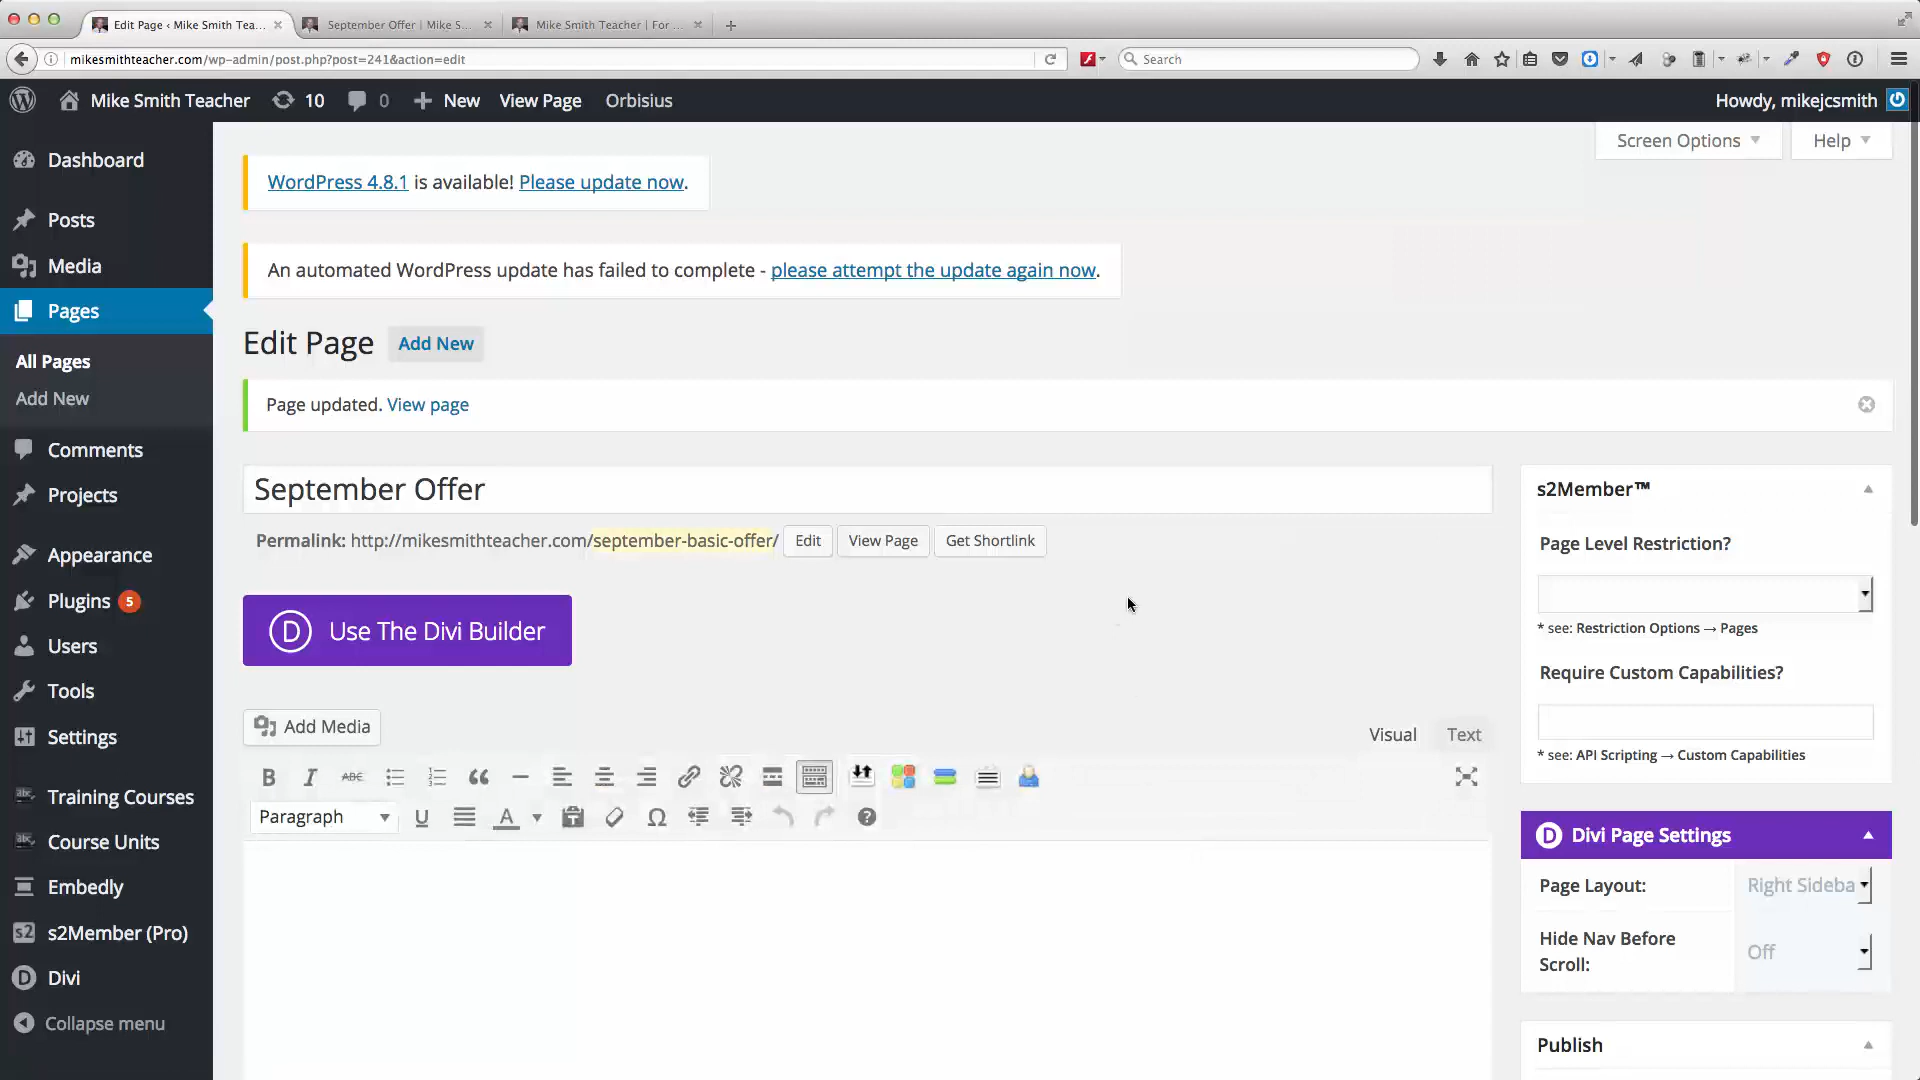 Edit Page ‹ Mike Smith Tea...
September Offer | Mike S...
Mike Smith Teacher | For ...
mikesmithteacher.com/wp-admin/post.php?post=241&action=edit
Search
Mike Smith Teacher
10
0
New
View Page
Orbisius
Howdy, mikejcsmith
Screen Options
Help
Dashboard
Posts
Media
Pages
All Pages
Add New
Comments
Projects
Appearance
Plugins 5
Users
Tools
Settings
Training Courses
Course Units
Embedly
s2Member (Pro)
Divi
Collapse menu
WordPress 4.8.1 is available! Please update now.
An automated WordPress update has failed to complete - please attempt the update again now.
Edit Page
Add New
Page updated. View page
September Offer
Permalink: http://mikesmithteacher.com/september-basic-offer/
Edit
View Page
Get Shortlink
D Use The Divi Builder
Add Media
Visual
Text
B I ABC
Paragraph
U A Ω
s2Member™
Page Level Restriction?
* see: Restriction Options → Pages
Require Custom Capabilities?
* see: API Scripting → Custom Capabilities
D Divi Page Settings
Page Layout:
Right Sideba
Hide Nav Before
Scroll:
Off
Publish